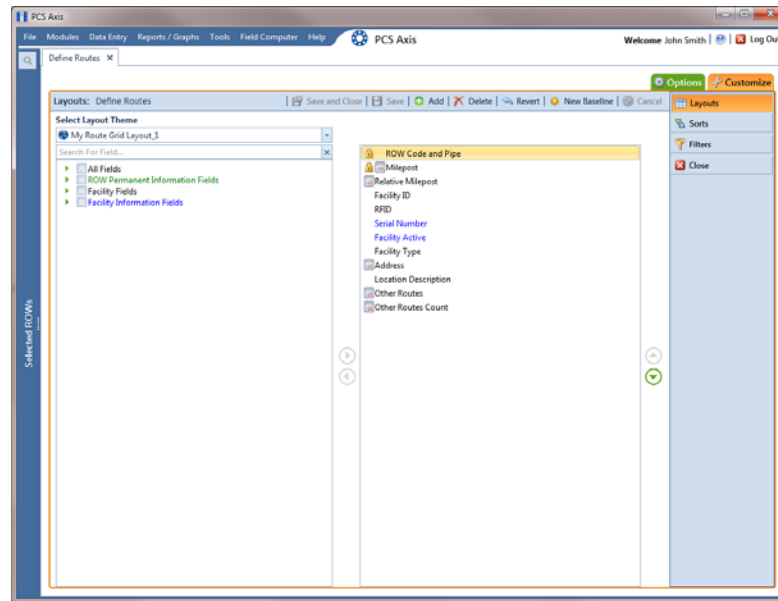 PCS Axis
File Modules Data Entry Reports / Graphs Tools Field Computer Help PCS Axis Welcome John Smith | | Log Ou
Define Routes X
Options Customize
Layouts: Define Routes | Save and Close | Save | Add | Delete | Revert | New Baseline | Cancel
Layouts
Select Layout Theme
Sorts
My Route Grid Layout_1
Filters
Search For Field...
Close
All Fields
ROW Permanent Information Fields
Facility Fields
Facility Information Fields
ROW Code and Pipe
Milepost
Relative Milepost
Facility ID
RFID
Serial Number
Facility Active
Facility Type
Address
Location Description
Other Routes
Other Routes Count
Selected ROWs